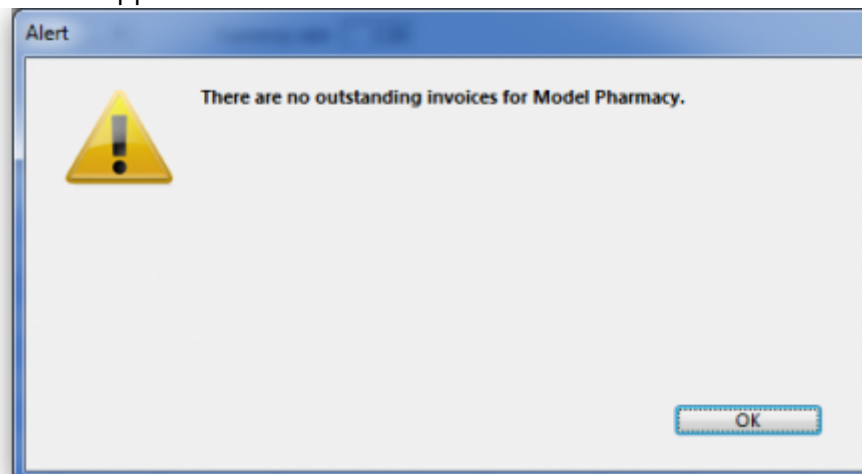 Alert
There are no outstanding invoices for Model Pharmacy.
OK